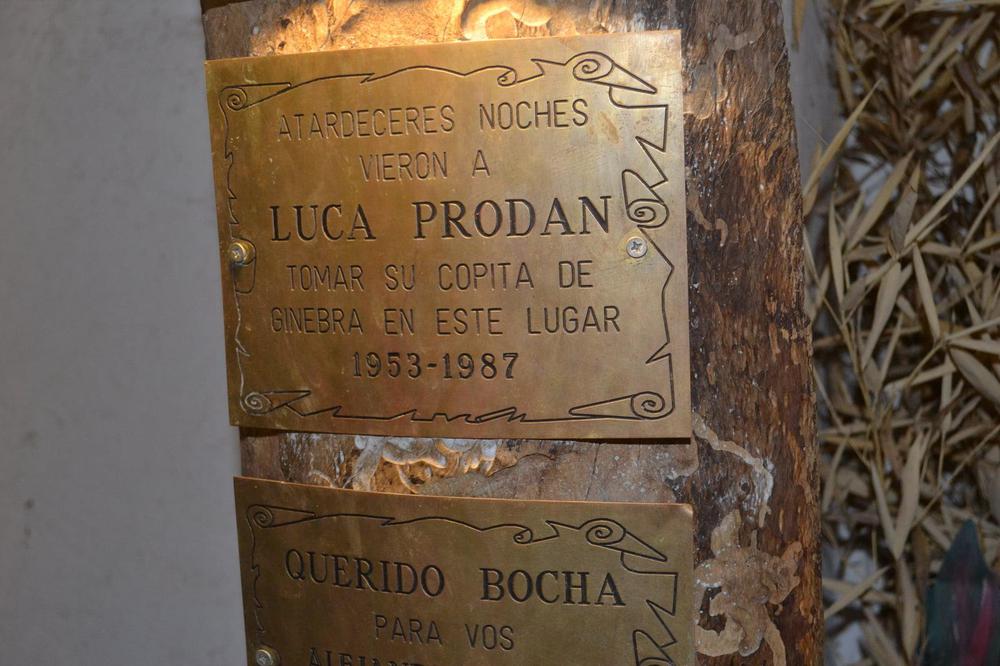 ATARDECERES NOCHES
VIERON A
LUCA PRODAN
TOMAR SU COPITA DE
GINEBRA EN ESTE LUGAR
1953-1987
QUERIDO BOCHA
PARA VOS